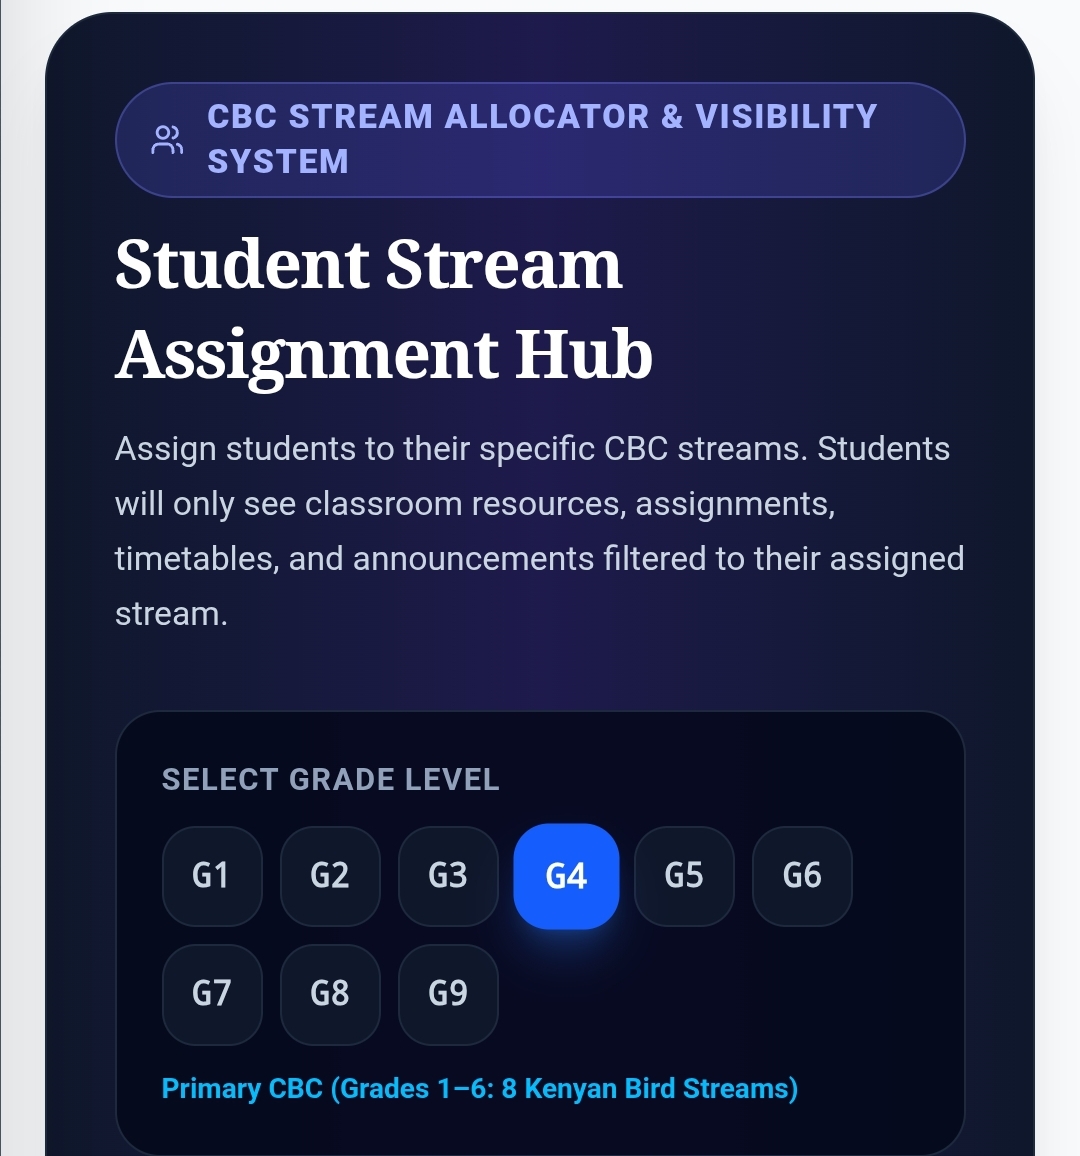 CBC STREAM ALLOCATOR & VISIBILITY
SYSTEM
Student Stream
Assignment Hub
Assign students to their specific CBC streams. Students
will only see classroom resources, assignments,
timetables, and announcements filtered to their assigned
stream.
SELECT GRADE LEVEL
G1 G2 G3 G4 G5 G6
G7 G8 G9
Primary CBC (Grades 1–6: 8 Kenyan Bird Streams)